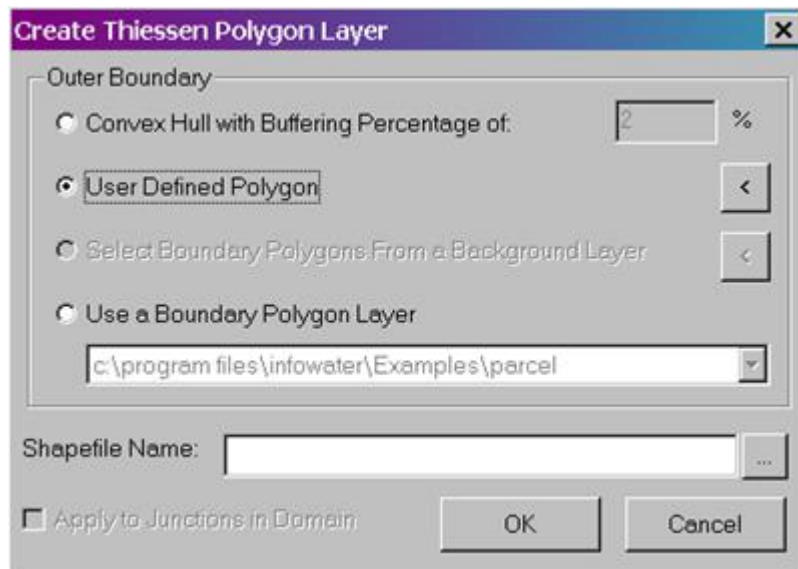 Create Thiessen Polygon Layer
Outer Boundary
Convex Hull with Buffering Percentage of: 2 %
User Defined Polygon <
Select Boundary Polygons From a Background Layer <
Use a Boundary Polygon Layer
c:\program files\infowater\Examples\parcel
Shapefile Name: ...
Apply to Junctions in Domain OK Cancel